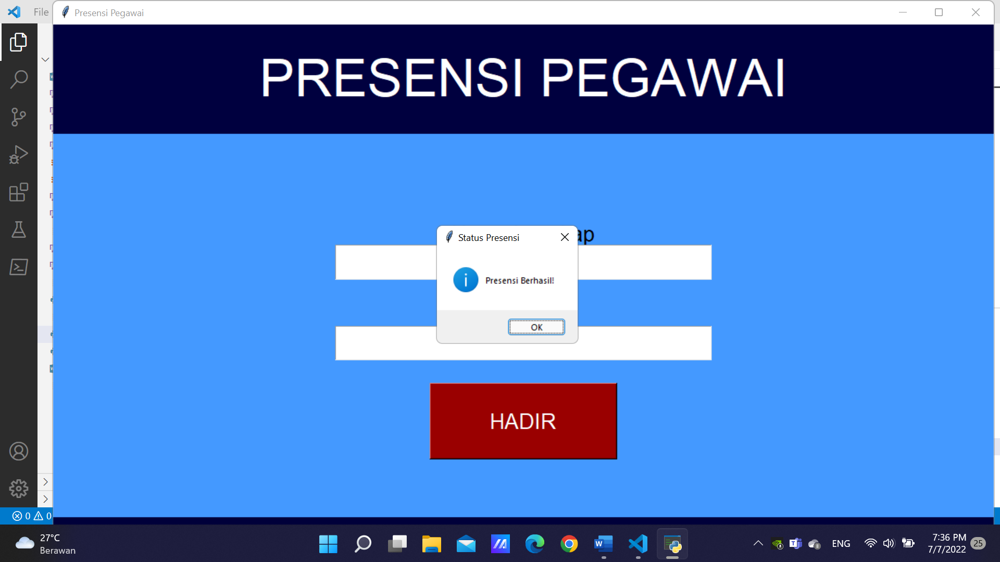 File
Presensi Pegawai
PRESENSI PEGAWAI
Status Presensi
Presensi Berhasil!
OK
HADIR
0 0
27°C
Berawan
ENG
7:36 PM
7/7/2022
25